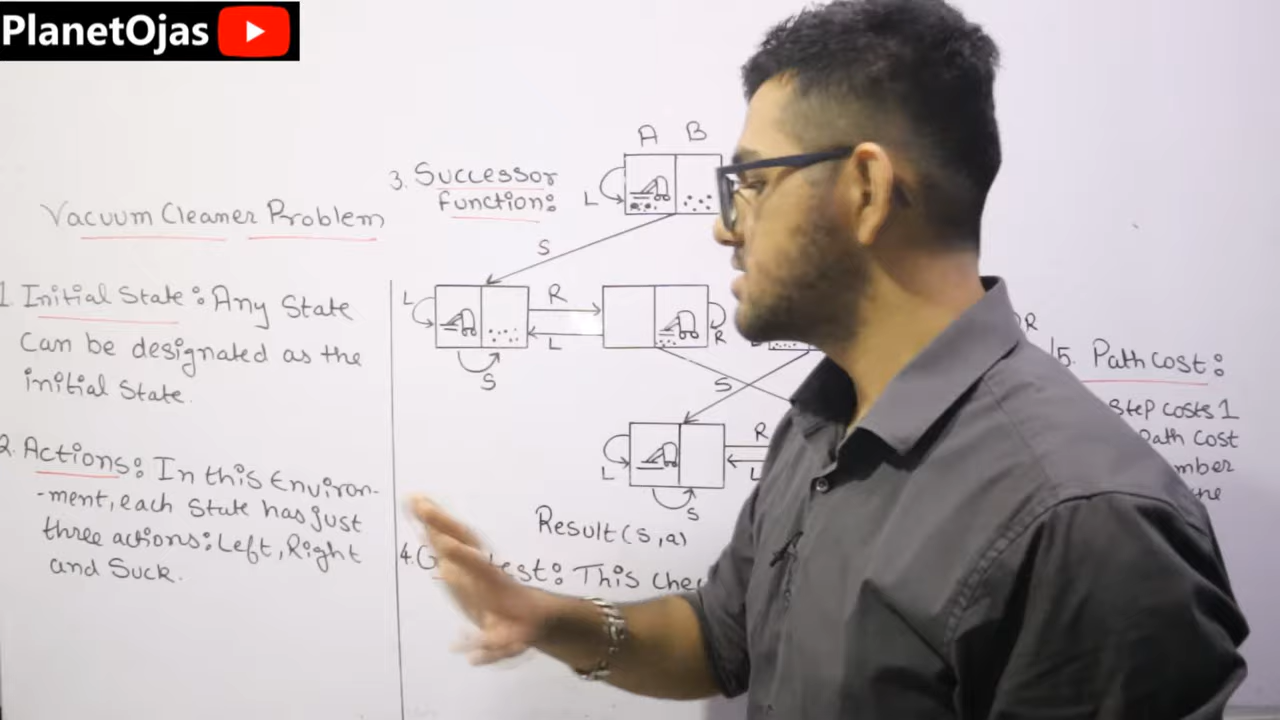 PlanetOjas
Vacuum Cleaner Problem
1. Initial State: Any State
can be designated as the
initial State.
2. Actions: In this Environ-
-ment, each State has just
three actions: Left, Right
and Suck.
3. Successor
function:
A B
L
S
L R
L R
S
S
R
L L
S
Result(s,a)
4. test: This
R
5. Path cost:
Step costs 1
Path cost
the